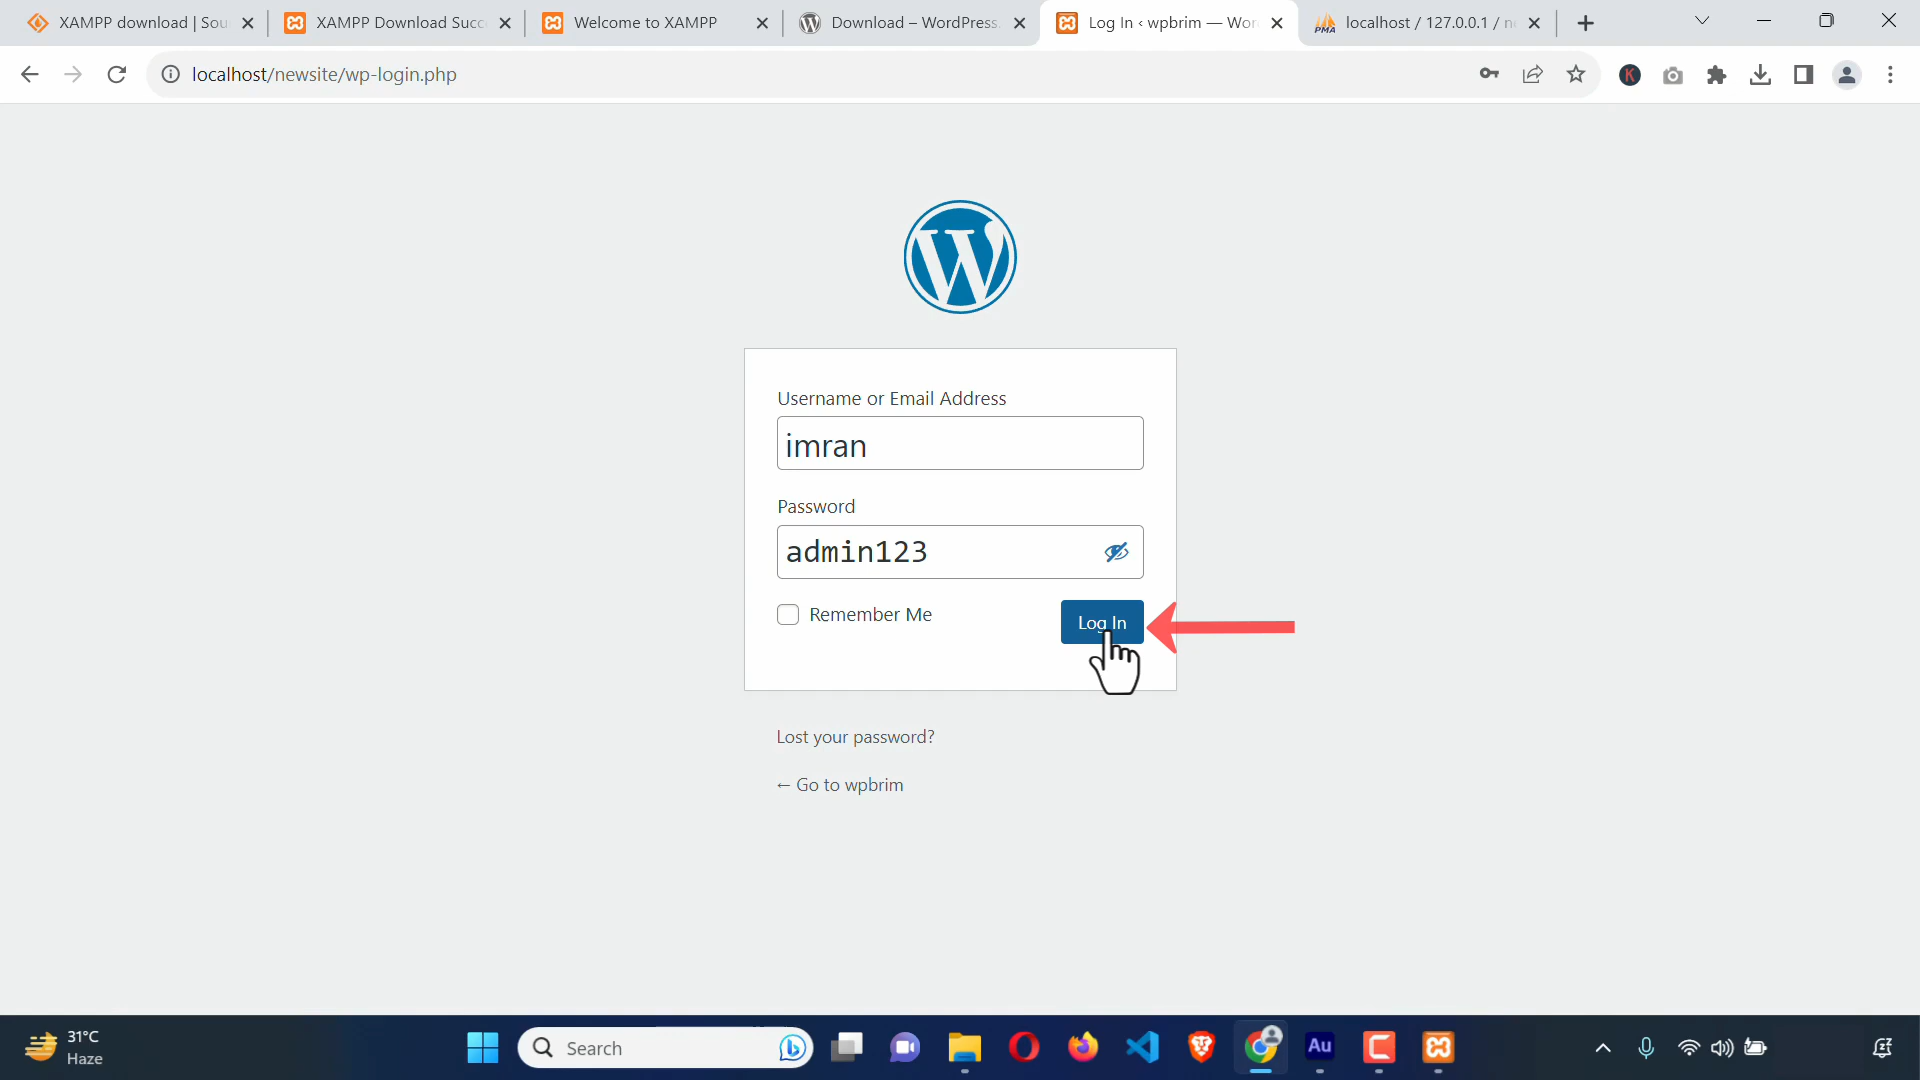 XAMPP download | Sou
XAMPP Download Succ
Welcome to XAMPP
Download – WordPress.
Log In ‹ wpbrim — Wor
PMA
localhost / 127.0.0.1 / ne
localhost/newsite/wp-login.php
K
W
Username or Email Address
imran
Password
admin123
Remember Me
Log In
Lost your password?
← Go to wpbrim
31°C
Haze
Search
Au